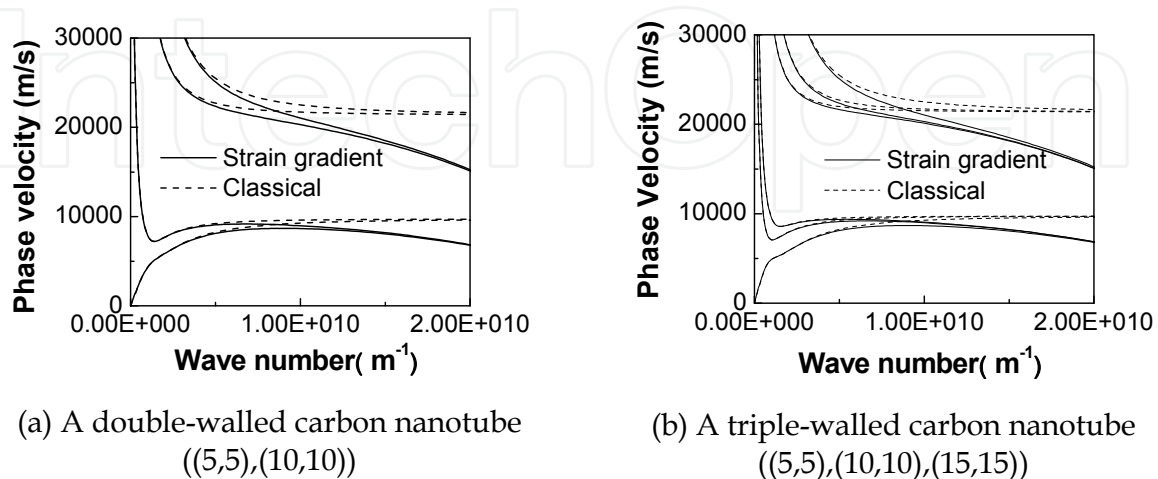 IntechOpen
30000
20000
10000
0
0.00E+000 1.00E+010 2.00E+010
Phase velocity (m/s)
Wave number( m⁻¹)
Strain gradient
Classical
(a) A double-walled carbon nanotube
((5,5),(10,10))
30000
20000
10000
0
0.00E+000 1.00E+010 2.00E+010
Phase Velocity (m/s)
Wave number( m⁻¹)
Strain gradient
Classical
(b) A triple-walled carbon nanotube
((5,5),(10,10),(15,15))